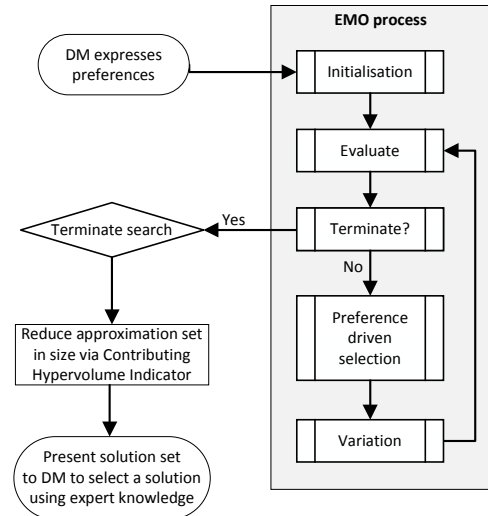 EMO process
DM expresses
preferences
Initialisation
Evaluate
Terminate?
Yes
Terminate search
No
Reduce approximation set
in size via Contributing
Hypervolume Indicator
Preference
driven
selection
Variation
Present solution set
to DM to select a solution
using expert knowledge